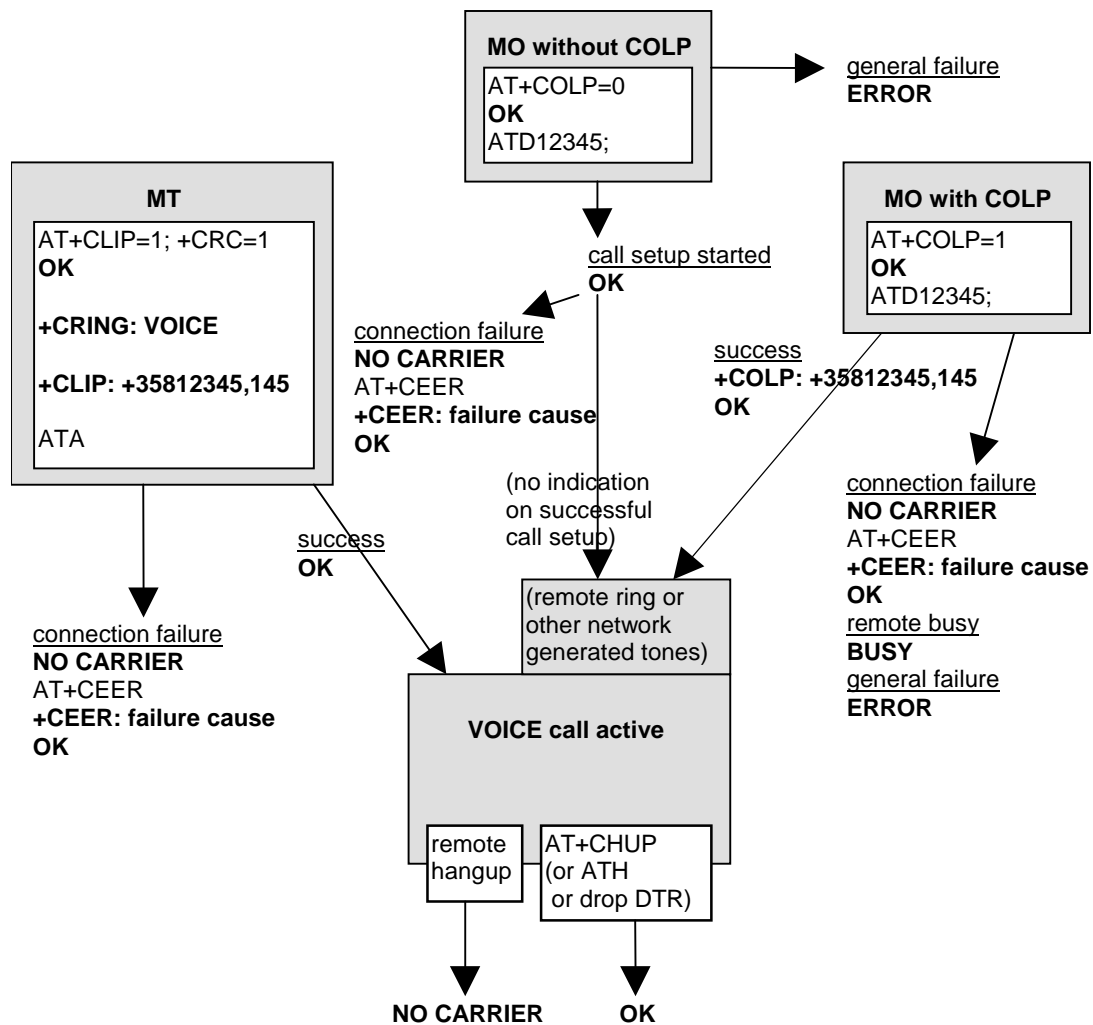 MO without COLP
AT+COLP=0
OK
ATD12345;
general failure
ERROR
MT
AT+CLIP=1; +CRC=1
OK
+CRING: VOICE
+CLIP: +35812345,145
ATA
MO with COLP
AT+COLP=1
OK
ATD12345;
call setup started
OK
connection failure
NO CARRIER
AT+CEER
+CEER: failure cause
OK
success
+COLP: +35812345,145
OK
(no indication
on successful
call setup)
success
OK
connection failure
NO CARRIER
AT+CEER
+CEER: failure cause
OK
remote busy
BUSY
general failure
ERROR
connection failure
NO CARRIER
AT+CEER
+CEER: failure cause
OK
(remote ring or
other network
generated tones)
VOICE call active
remote
hangup
AT+CHUP
(or ATH
or drop DTR)
NO CARRIER
OK